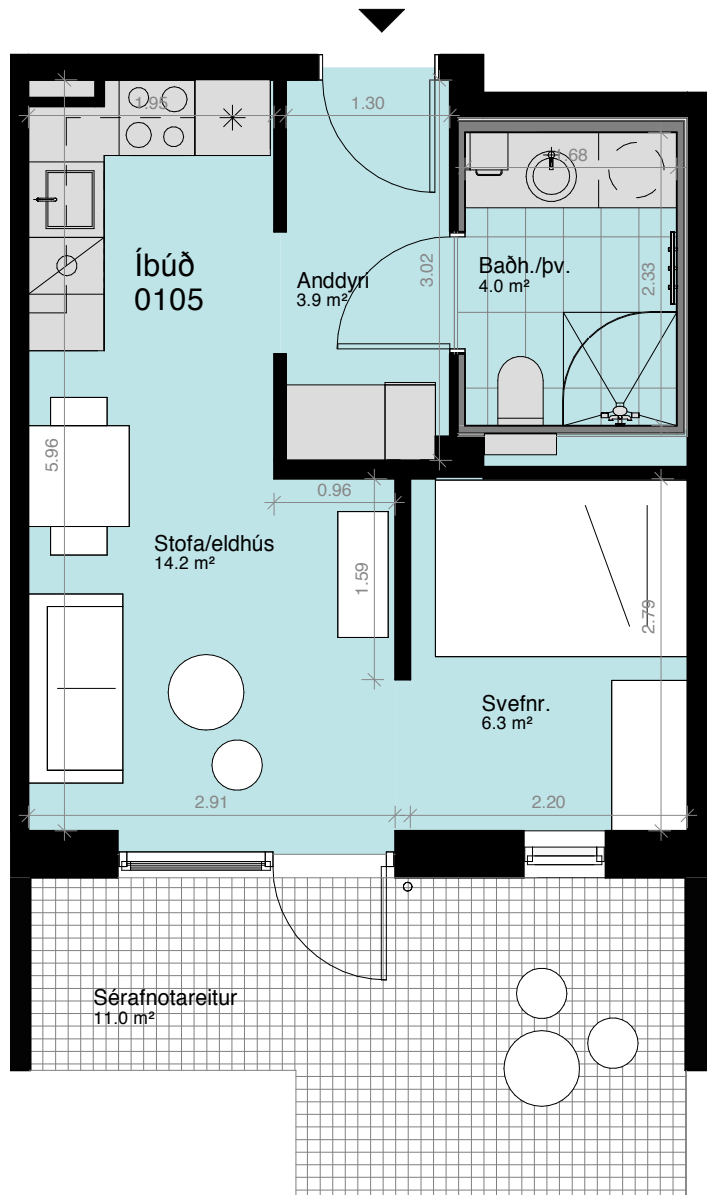 1.95
1.30
1.68
Íbúð
0105
Anddyri
3.9 m²
3.02
Baðh./þv.
4.0 m²
2.33
5.96
0.96
Stofa/eldhús
14.2 m²
1.59
2.79
Svefnr.
6.3 m²
2.91
2.20
Sérafnotareitur
11.0 m²